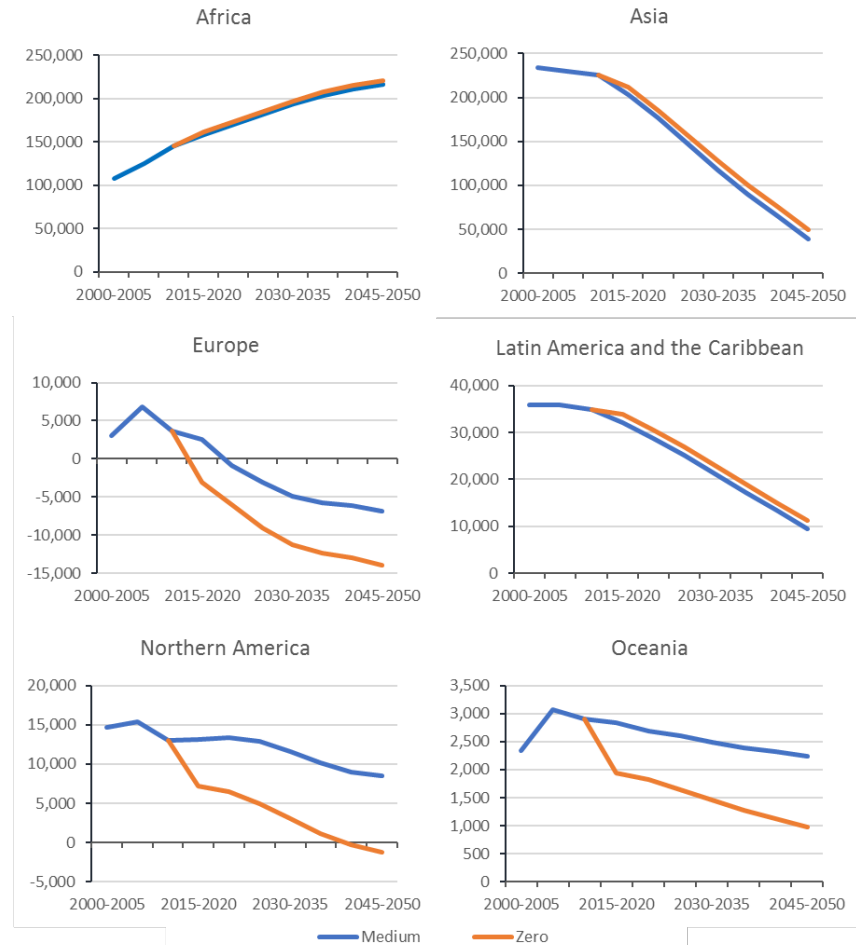 Africa
250,000
200,000
150,000
100,000
50,000
0
2000-2005 2015-2020 2030-2035 2045-2050
Asia
250,000
200,000
150,000
100,000
50,000
0
2000-2005 2015-2020 2030-2035 2045-2050
Europe
10,000
5,000
0
-5,000
-10,000
-15,000
2000-2005 2015-2020 2030-2035 2045-2050
Latin America and the Caribbean
40,000
30,000
20,000
10,000
0
2000-2005 2015-2020 2030-2035 2045-2050
Northern America
20,000
15,000
10,000
5,000
0
-5,000
2000-2005 2015-2020 2030-2035 2045-2050
Oceania
3,500
3,000
2,500
2,000
1,500
1,000
500
0
2000-2005 2015-2020 2030-2035 2045-2050
Medium Zero